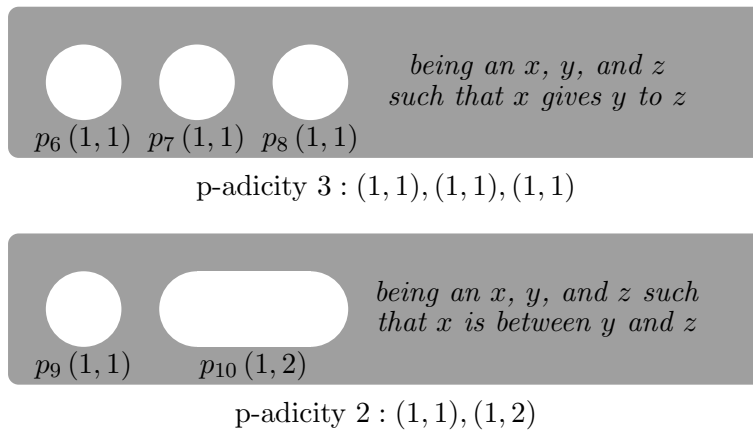 being an x, y, and z
such that x gives y to z
p₆ (1, 1) p₇ (1, 1) p₈ (1, 1)
p-adicity 3 : (1, 1), (1, 1), (1, 1)
being an x, y, and z such
that x is between y and z
p₉ (1, 1) p₁₀ (1, 2)
p-adicity 2 : (1, 1), (1, 2)